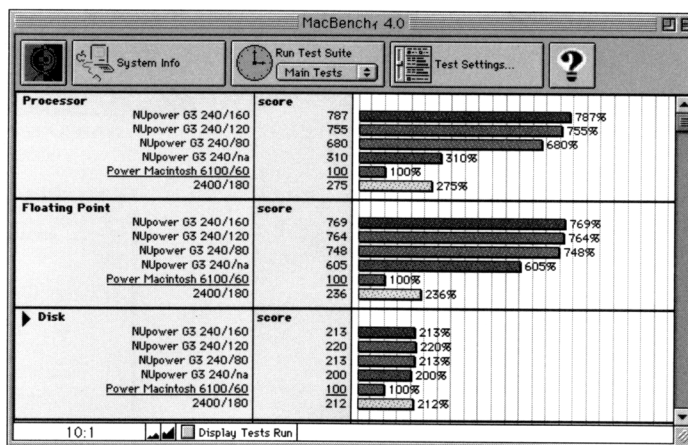 MacBench™ 4.0
System Info
Run Test Suite
Main Tests
Test Settings...
?
Processor score
NUpower G3 240/160 787 787%
NUpower G3 240/120 755 755%
NUpower G3 240/80 680 680%
NUpower G3 240/na 310 310%
Power Macintosh 6100/60 100 100%
2400/180 275 275%
Floating Point score
NUpower G3 240/160 769 769%
NUpower G3 240/120 764 764%
NUpower G3 240/80 748 748%
NUpower G3 240/na 605 605%
Power Macintosh 6100/60 100 100%
2400/180 236 236%
Disk score
NUpower G3 240/160 213 213%
NUpower G3 240/120 220 220%
NUpower G3 240/80 213 213%
NUpower G3 240/na 200 200%
Power Macintosh 6100/60 100 100%
2400/180 212 212%
10:1 Display Tests Run